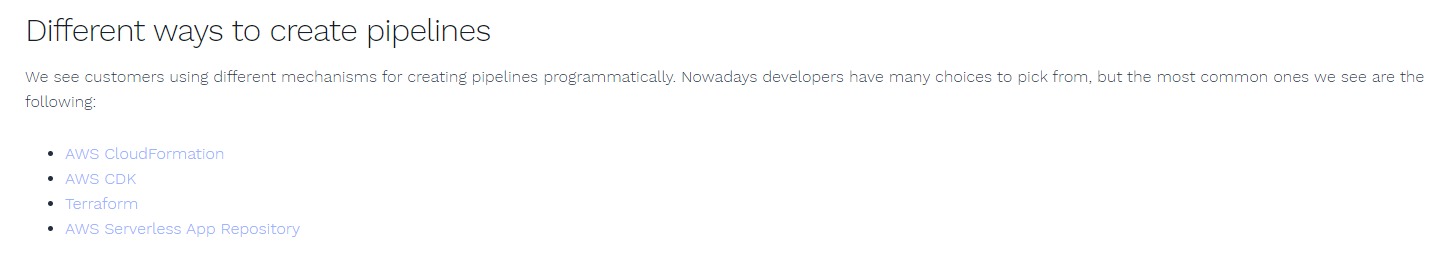 Different ways to create pipelines
We see customers using different mechanisms for creating pipelines programmatically. Nowadays developers have many choices to pick from, but the most common ones we see are the
following:
• AWS CloudFormation
• AWS CDK
• Terraform
• AWS Serverless App Repository